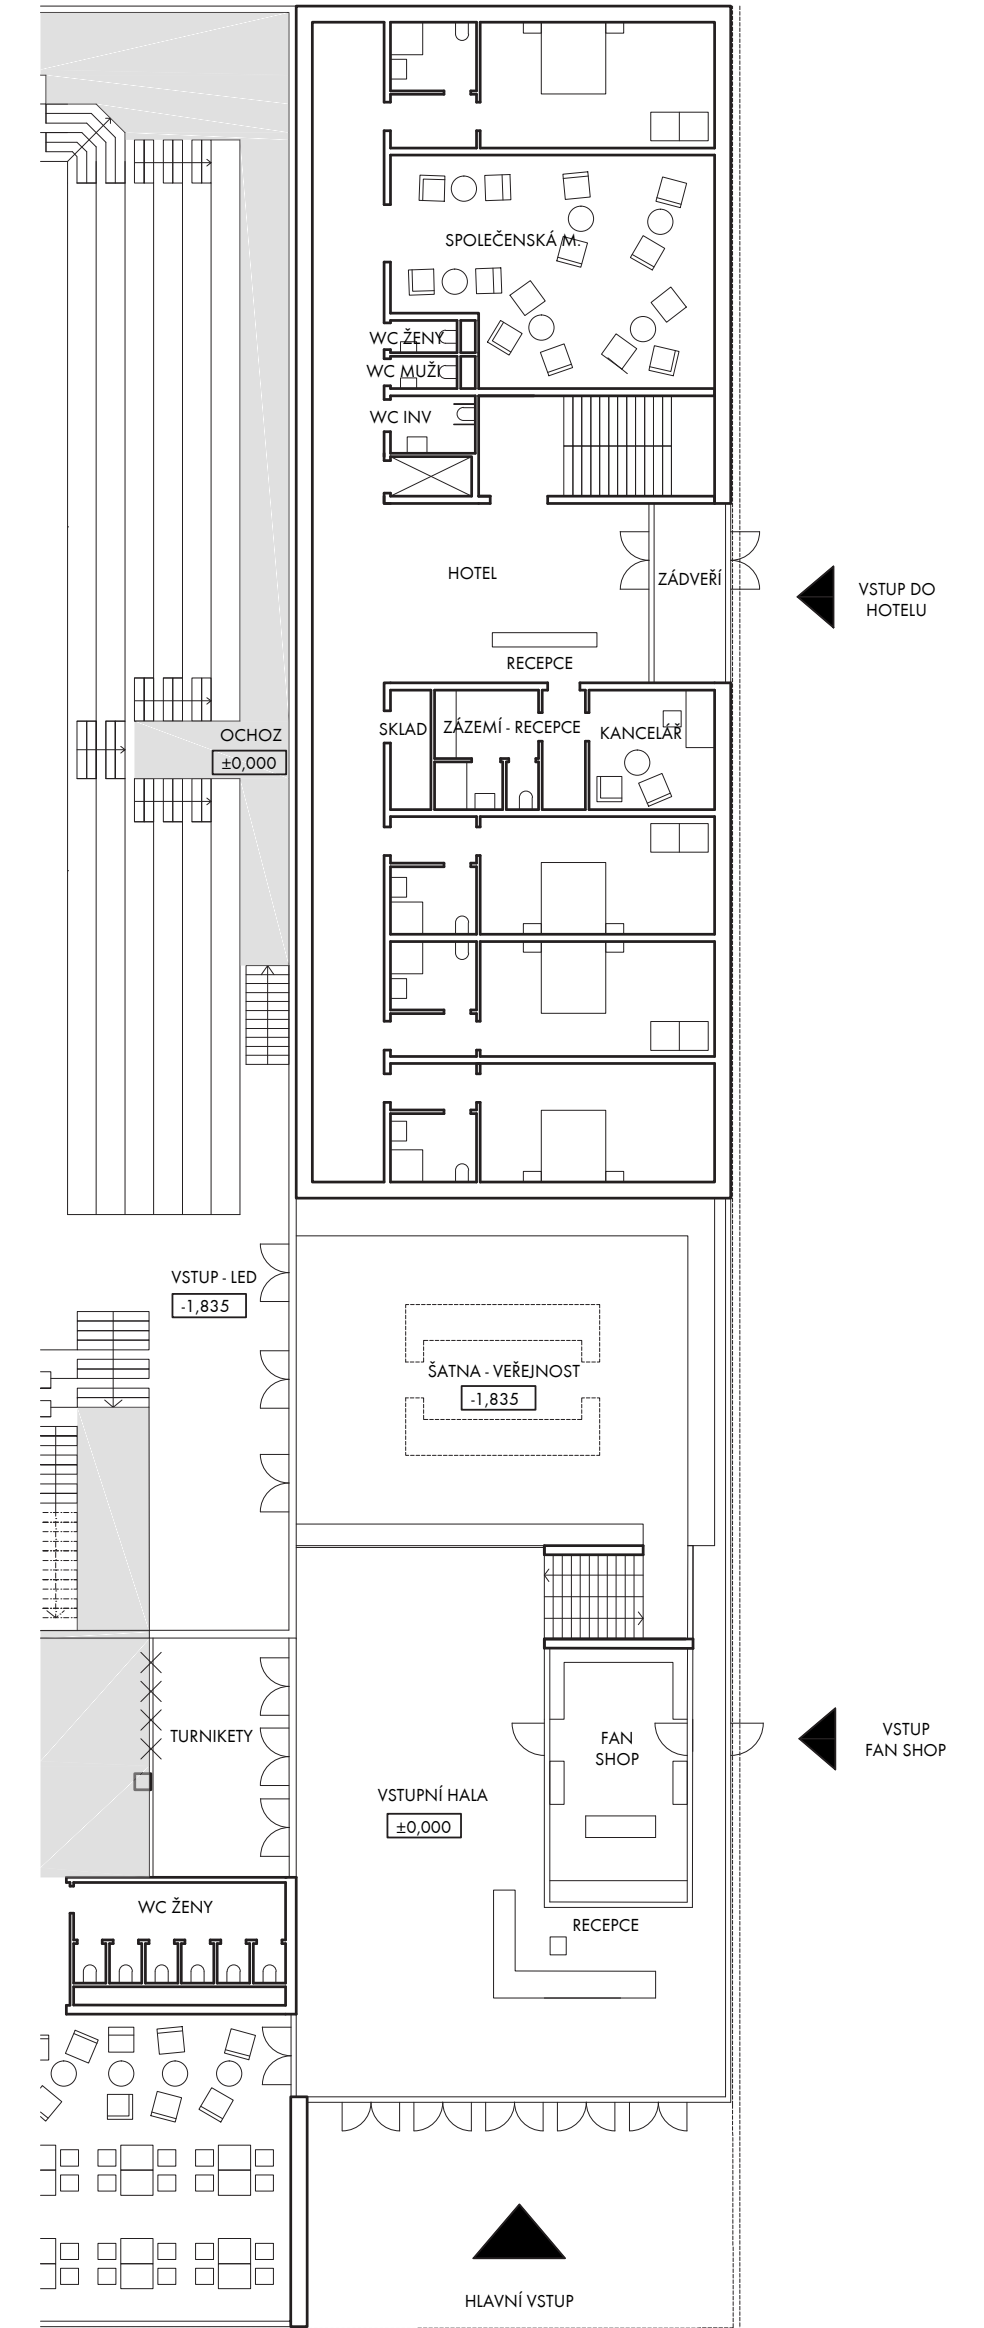 SPOLEČENSKÁ M.
WC ŽENY
WC MUŽI
WC INV
HOTEL
ZÁDVEŘÍ
VSTUP DO
HOTELU
RECEPCE
SKLAD
ZÁZEMÍ - RECEPCE
KANCELÁŘ
OCHOZ
±0,000
VSTUP - LED
-1,835
ŠATNA - VEŘEJNOST
-1,835
TURNIKETY
FAN
SHOP
VSTUP
FAN SHOP
VSTUPNÍ HALA
±0,000
WC ŽENY
RECEPCE
HLAVNÍ VSTUP